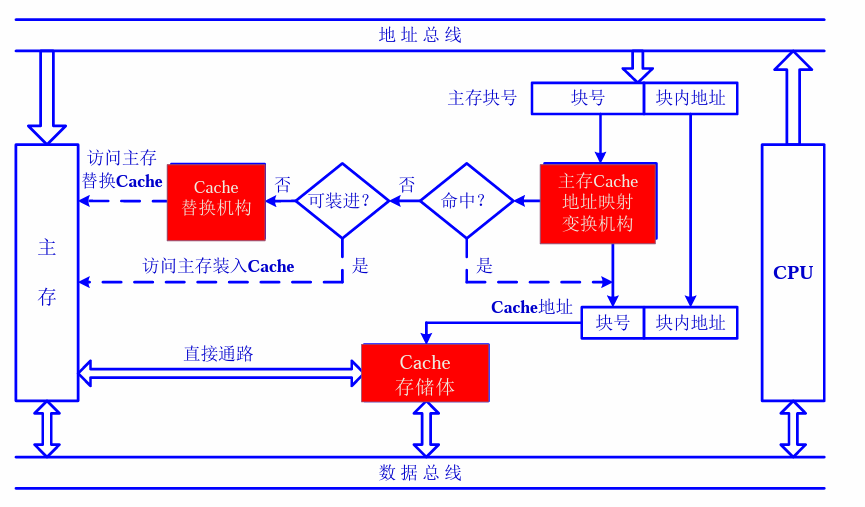 地址总线
主存块号
块号
块内地址
访问主存
替换Cache
Cache
替换机构
否
可装进?
否
命中?
主存Cache
地址映射
变换机构
主
存
访问主存装入Cache
是
是
CPU
Cache地址
块号
块内地址
直接通路
Cache
存储体
数据总线